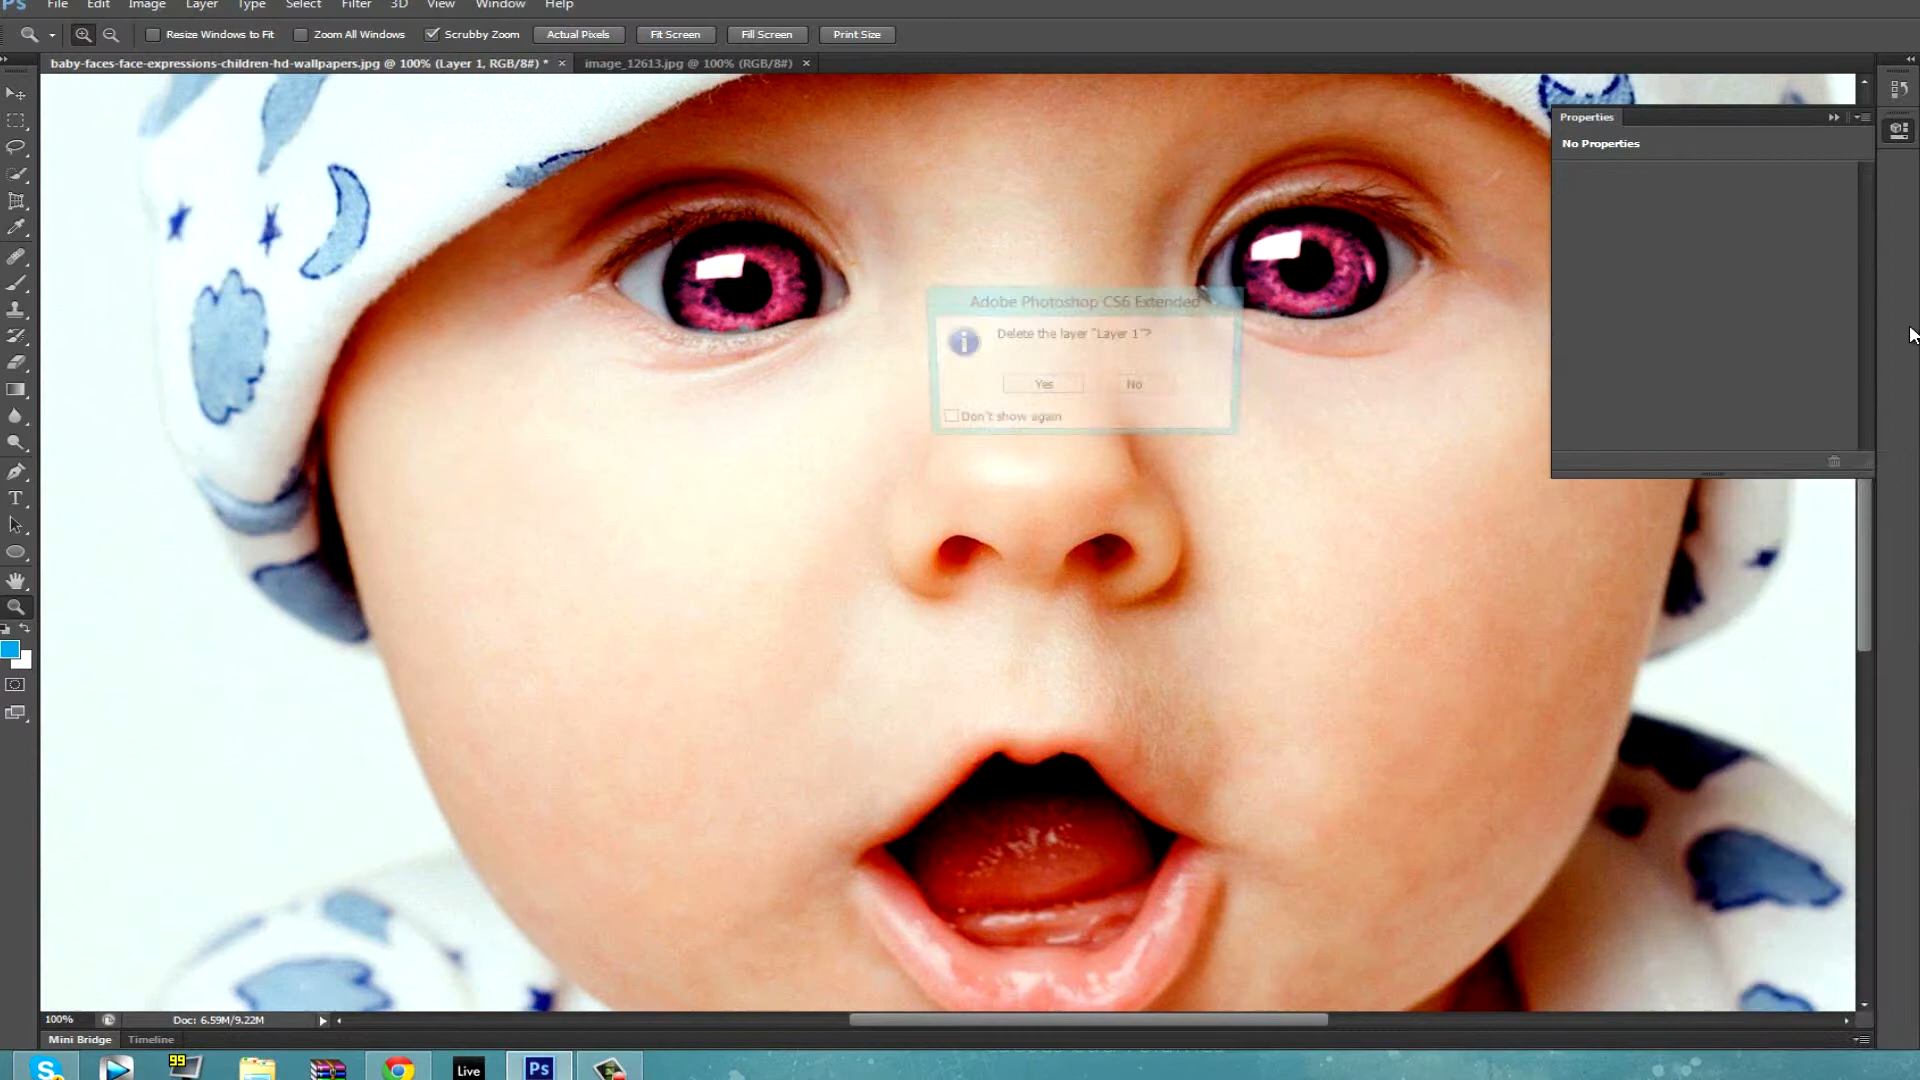 Ps File Edit Image Layer Type Select Filter 3D View Window Help
Resize Windows to Fit Zoom All Windows Scrubby Zoom Actual Pixels Fit Screen Fill Screen Print Size
baby-faces-face-expressions-children-hd-wallpapers.jpg @ 100% (Layer 1, RGB/8#) * × image_12613.jpg @ 100% (RGB/8#) ×
Properties
No Properties
Adobe Photoshop CS6 Extended
Delete the layer "Layer 1"?
Yes No
Don't show again
T
100% Doc: 6.59M/9.22M
Mini Bridge Timeline
99
S Live Ps